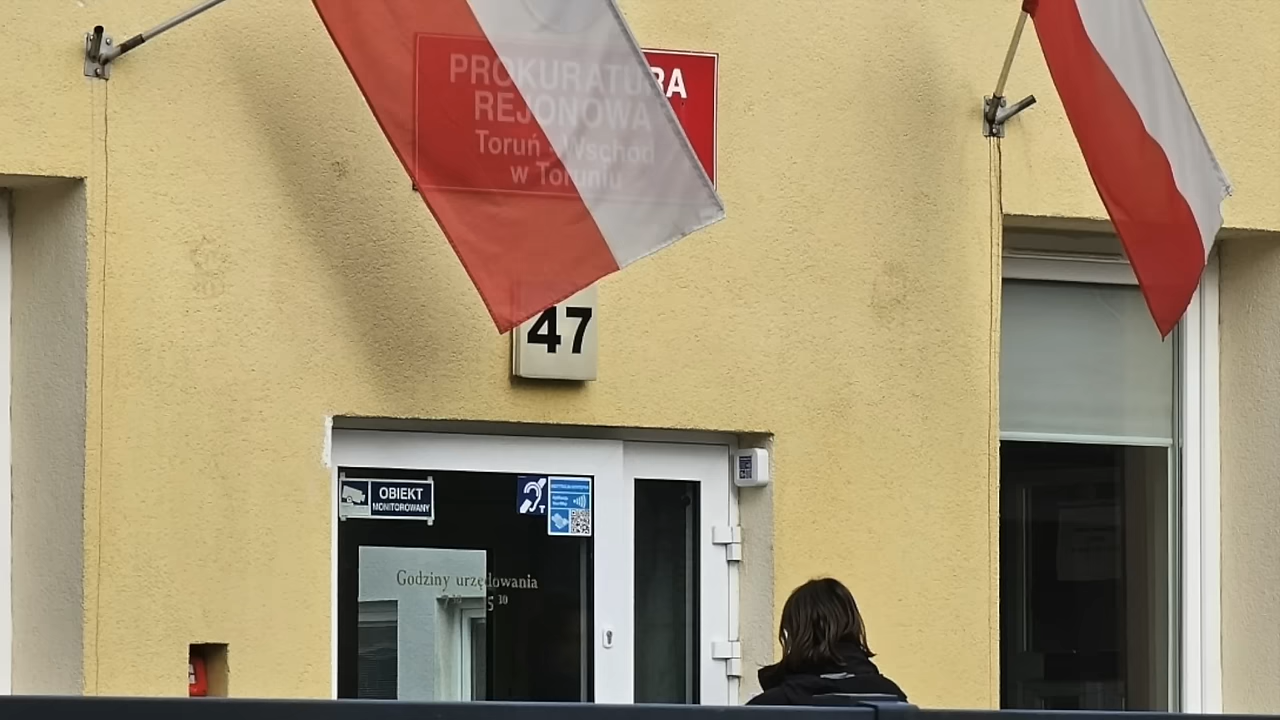 PROKURATURA
REJONOWA
Toruń - Wschód
w Toruniu
47
OBIEKT
MONITOROWANY
T
Godziny urzędowania